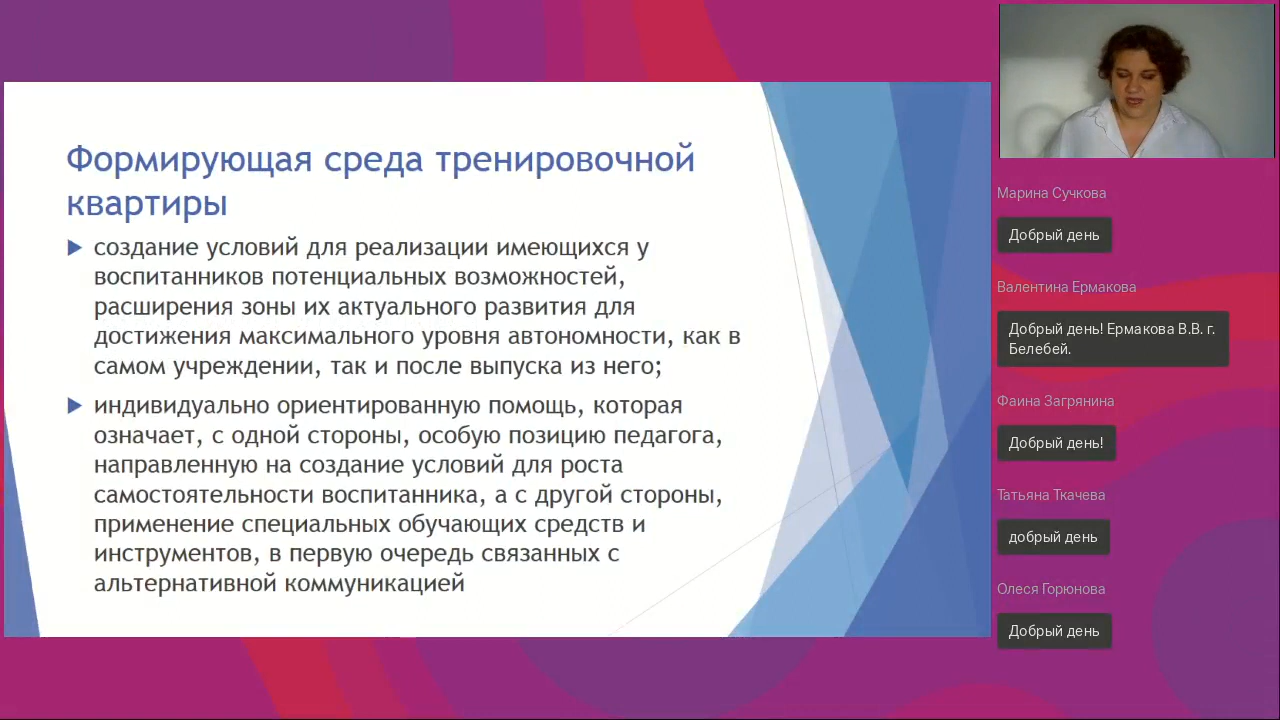 Формирующая среда тренировочной
квартиры
создание условий для реализации имеющихся у
воспитанников потенциальных возможностей,
расширения зоны их актуального развития для
достижения максимального уровня автономности, как в
самом учреждении, так и после выпуска из него;
индивидуально ориентированную помощь, которая
означает, с одной стороны, особую позицию педагога,
направленную на создание условий для роста
самостоятельности воспитанника, а с другой стороны,
применение специальных обучающих средств и
инструментов, в первую очередь связанных с
альтернативной коммуникацией
Марина Сучкова
Добрый день
Валентина Ермакова
Добрый день! Ермакова В.В. г.
Белебей.
Фаина Загрянина
Добрый день!
Татьяна Ткачева
добрый день
Олеся Горюнова
Добрый день